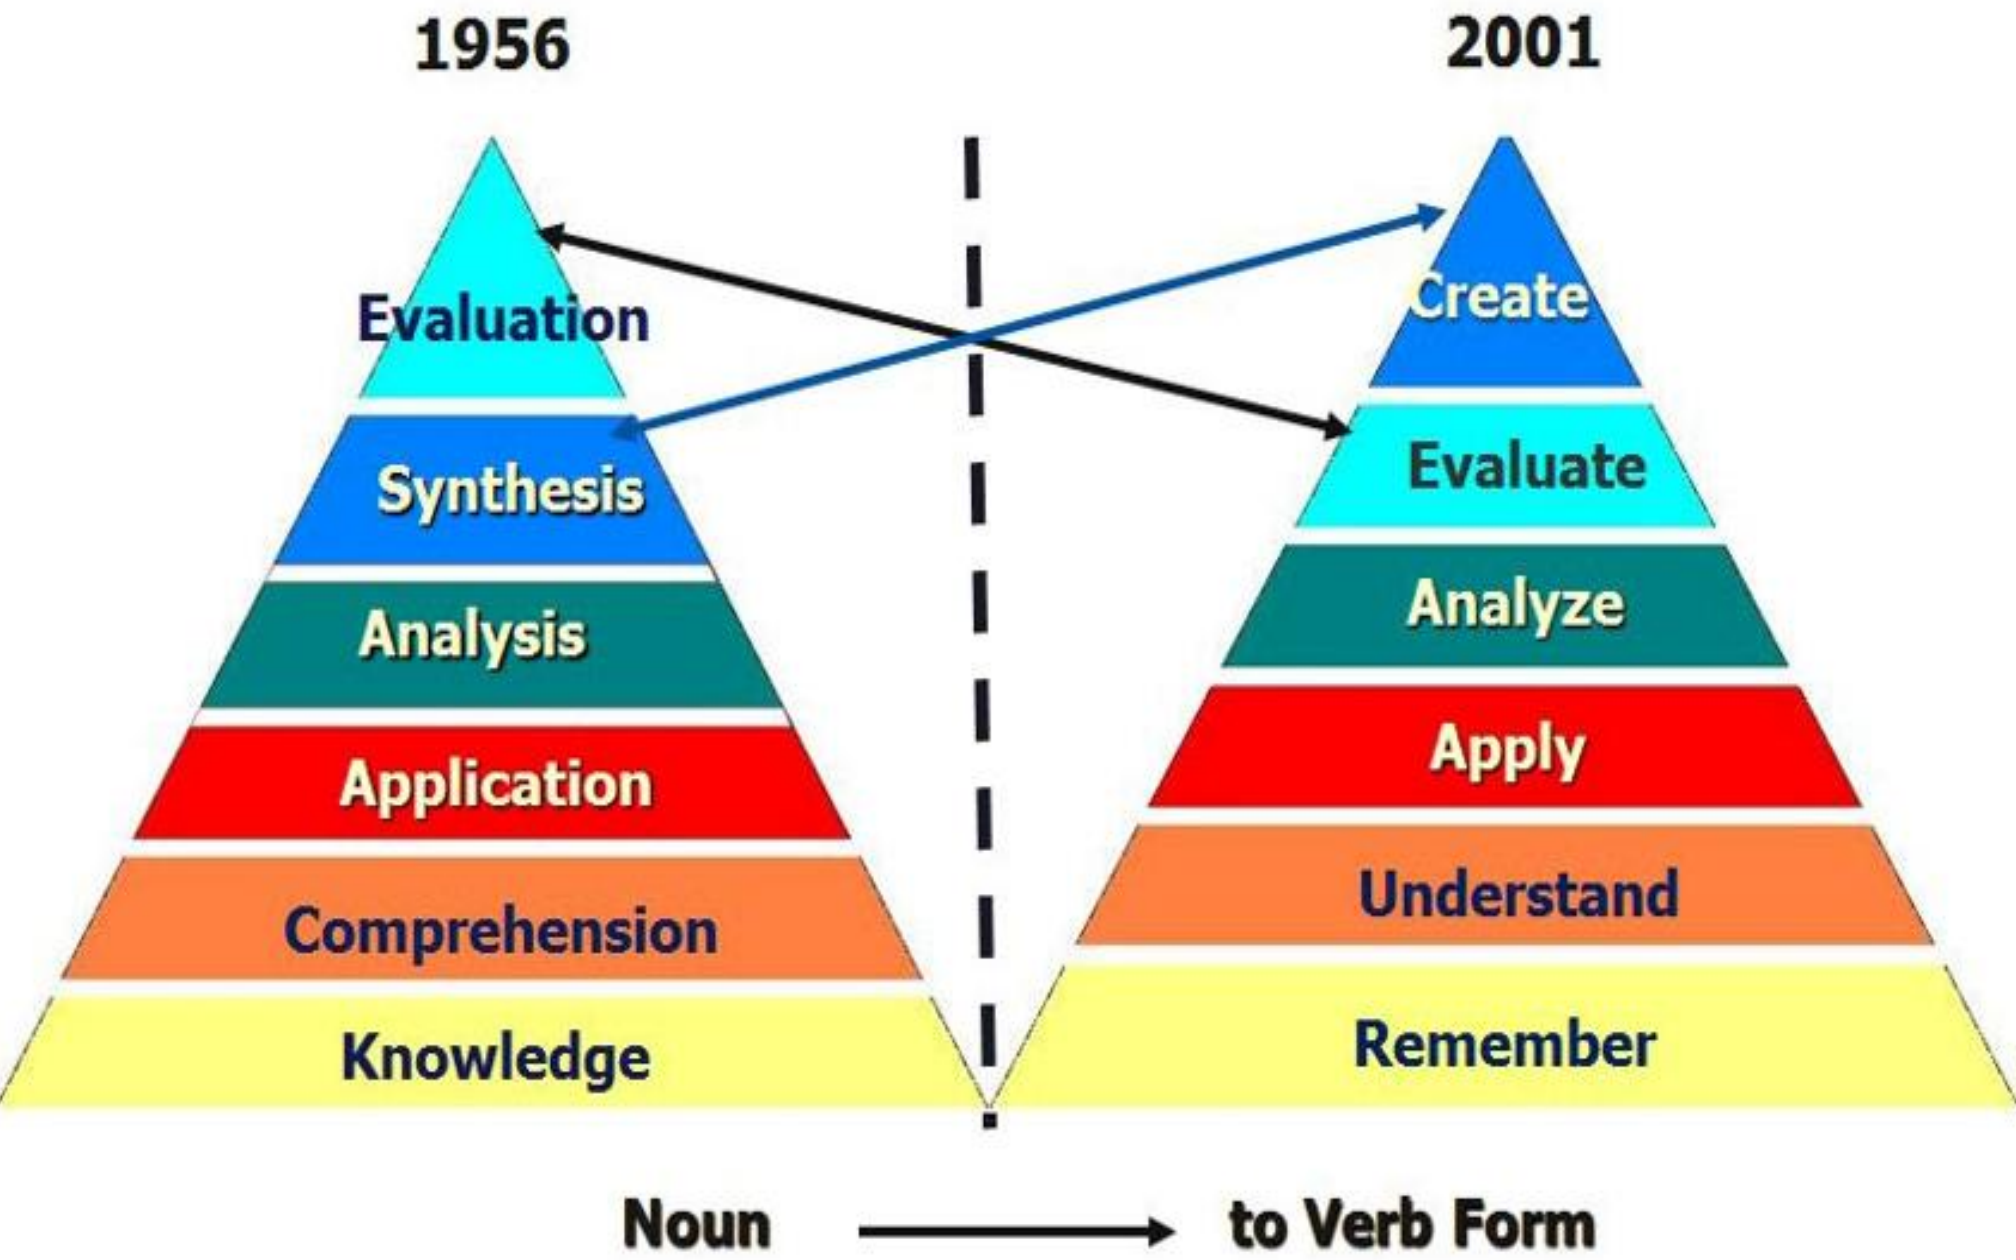 1956
Evaluation
Synthesis
Analysis
Application
Comprehension
Knowledge
2001
Create
Evaluate
Analyze
Apply
Understand
Remember
Noun to Verb Form